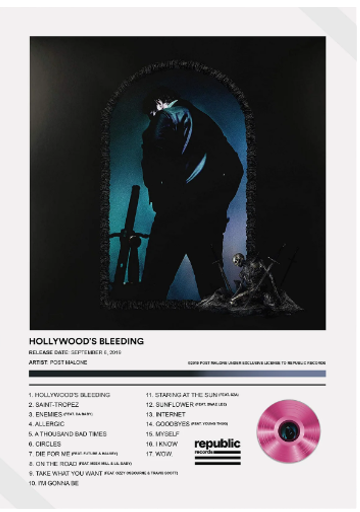 HOLLYWOOD'S BLEEDING
RELEASE DATE: SEPTEMBER 6, 2019
ARTIST: POST MALONE
©2019 POST MALONE UNDER EXCLUSIVE LICENSE TO REPUBLIC RECORDS
1. HOLLYWOOD'S BLEEDING
2. SAINT-TROPEZ
3. ENEMIES (FEAT. DA BABY)
4. ALLERGIC
5. A THOUSAND BAD TIMES
6. CIRCLES
7. DIE FOR ME (FEAT. FUTURE & HALSEY)
8. ON THE ROAD (FEAT. MEEK MILL & LIL BABY)
9. TAKE WHAT YOU WANT (FEAT. OZZY OSBOURNE & TRAVIS SCOTT)
10. I'M GONNA BE
11. STARING AT THE SUN (FEAT. SZA)
12. SUNFLOWER (FEAT. SWAE LEE)
13. INTERNET
14. GOODBYES (FEAT. YOUNG THUG)
15. MYSELF
16. I KNOW
17. WOW.
republic
records